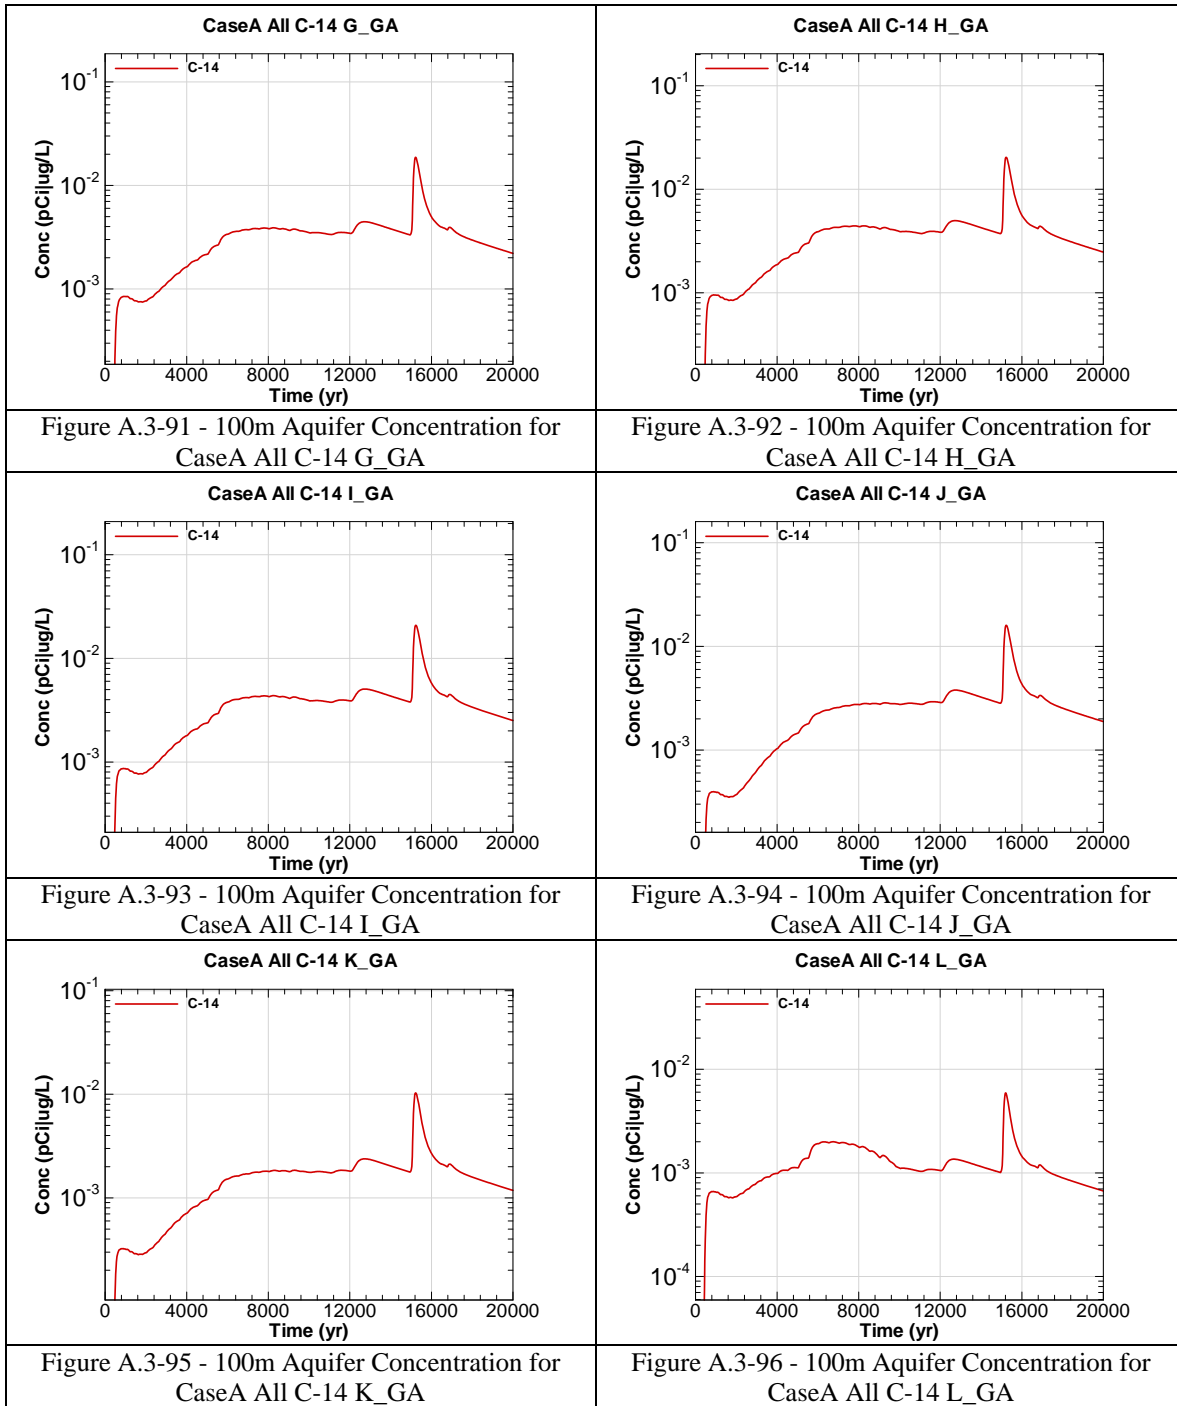 CaseA All C-14 G_GA
C-14
10-1
10-2
10-3
Conc (pCi|ug/L)
0 4000 8000 12000 16000 20000
Time (yr)
Figure A.3-91 - 100m Aquifer Concentration for
CaseA All C-14 G_GA
CaseA All C-14 H_GA
C-14
10-1
10-2
10-3
Conc (pCi|ug/L)
0 4000 8000 12000 16000 20000
Time (yr)
Figure A.3-92 - 100m Aquifer Concentration for
CaseA All C-14 H_GA
CaseA All C-14 I_GA
C-14
10-1
10-2
10-3
Conc (pCi|ug/L)
0 4000 8000 12000 16000 20000
Time (yr)
Figure A.3-93 - 100m Aquifer Concentration for
CaseA All C-14 I_GA
CaseA All C-14 J_GA
C-14
10-1
10-2
10-3
Conc (pCi|ug/L)
0 4000 8000 12000 16000 20000
Time (yr)
Figure A.3-94 - 100m Aquifer Concentration for
CaseA All C-14 J_GA
CaseA All C-14 K_GA
C-14
10-1
10-2
10-3
Conc (pCi|ug/L)
0 4000 8000 12000 16000 20000
Time (yr)
Figure A.3-95 - 100m Aquifer Concentration for
CaseA All C-14 K_GA
CaseA All C-14 L_GA
C-14
10-2
10-3
10-4
Conc (pCi|ug/L)
0 4000 8000 12000 16000 20000
Time (yr)
Figure A.3-96 - 100m Aquifer Concentration for
CaseA All C-14 L_GA